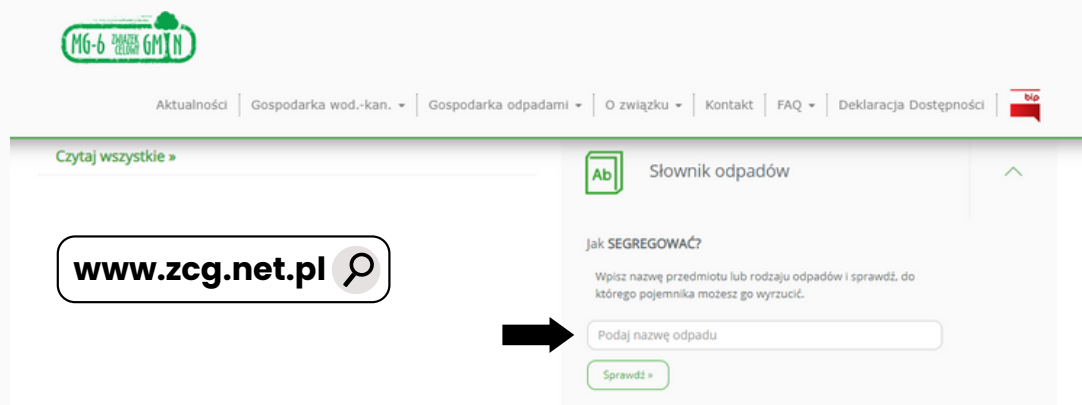 MG-6 ZWIĄZEK CELOWY GMIN
Aktualności Gospodarka wod.-kan. Gospodarka odpadami O związku Kontakt FAQ Deklaracja Dostępności bip
Czytaj wszystkie »
Ab Słownik odpadów
Jak SEGREGOWAĆ?
www.zcg.net.pl
Wpisz nazwę przedmiotu lub rodzaju odpadów i sprawdź, do
którego pojemnika możesz go wyrzucić.
Podaj nazwę odpadu
Sprawdź »